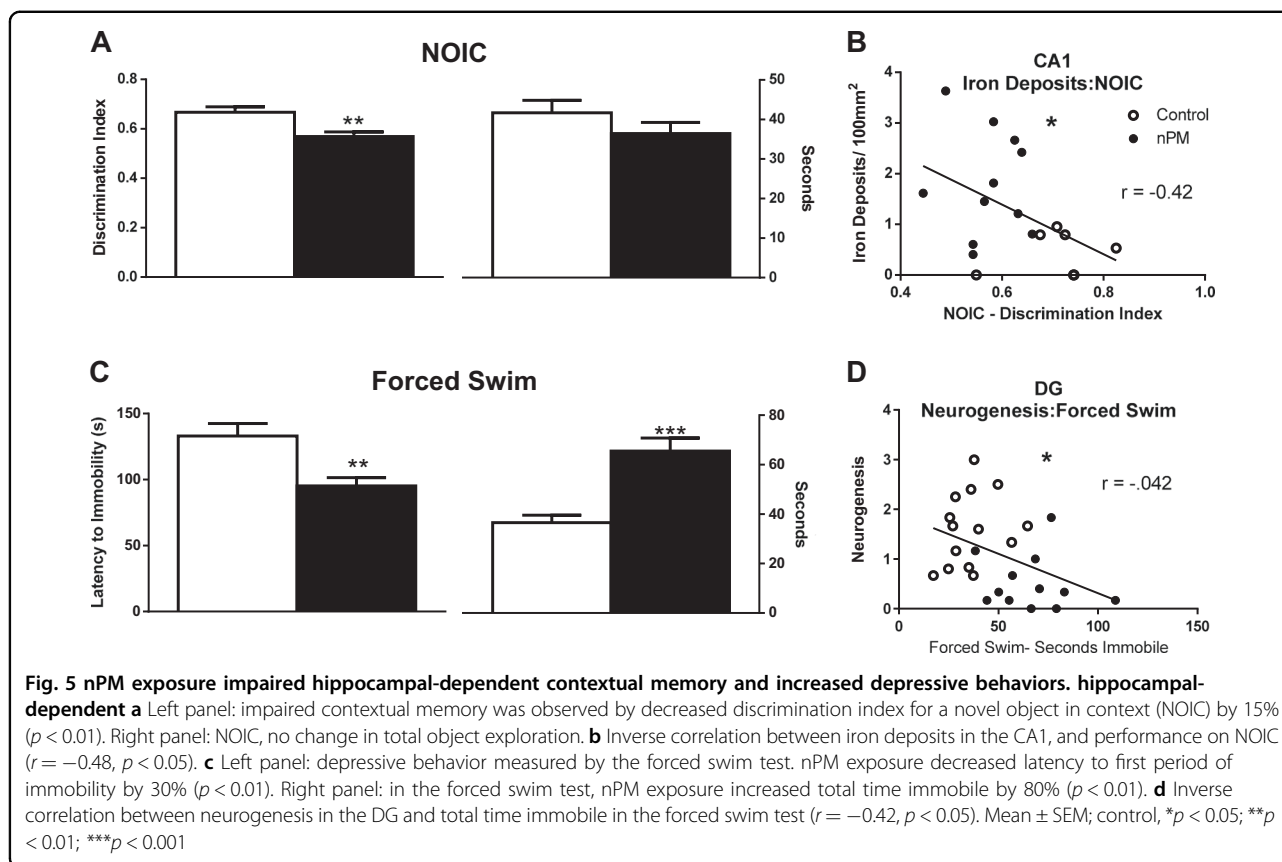 A
NOIC
0.8
0.6
0.4
0.2
0.0
Discrimination Index
**
50
40
30
20
10
0
Seconds
B
CA1
Iron Deposits:NOIC
4
3
2
1
0
Iron Deposits/ 100mm²
*
Control
nPM
r = -0.42
0.4 0.6 0.8 1.0
NOIC - Discrimination Index
C
Forced Swim
150
100
50
0
Latency to Immobility (s)
**
***
80
60
40
20
0
Seconds
D
DG
Neurogenesis:Forced Swim
4
3
2
1
0
Neurogenesis
*
r = -.042
0 50 100 150
Forced Swim- Seconds Immobile
Fig. 5 nPM exposure impaired hippocampal-dependent contextual memory and increased depressive behaviors. hippocampal-
dependent a Left panel: impaired contextual memory was observed by decreased discrimination index for a novel object in context (NOIC) by 15%
(p < 0.01). Right panel: NOIC, no change in total object exploration. b Inverse correlation between iron deposits in the CA1, and performance on NOIC
(r = −0.48, p < 0.05). c Left panel: depressive behavior measured by the forced swim test. nPM exposure decreased latency to first period of
immobility by 30% (p < 0.01). Right panel: in the forced swim test, nPM exposure increased total time immobile by 80% (p < 0.01). d Inverse
correlation between neurogenesis in the DG and total time immobile in the forced swim test (r = −0.42, p < 0.05). Mean ± SEM; control, *p < 0.05; **p
< 0.01; ***p < 0.001